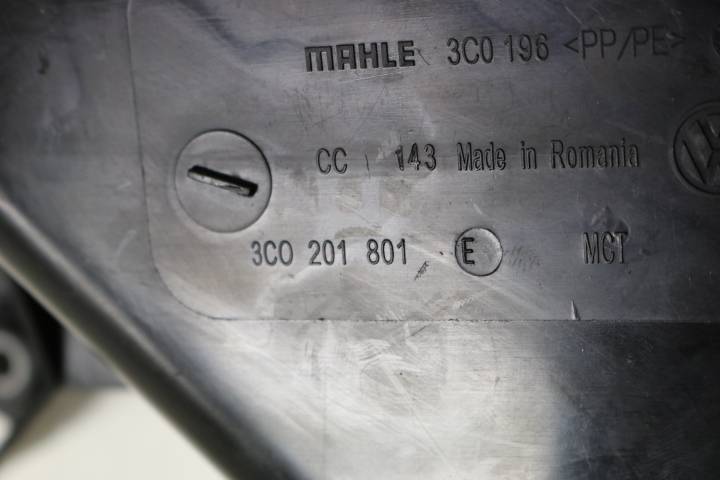 MAHLE 3C0 196 <PP/PE>
CC 143 Made in Romania
3C0 201 801 E MCT